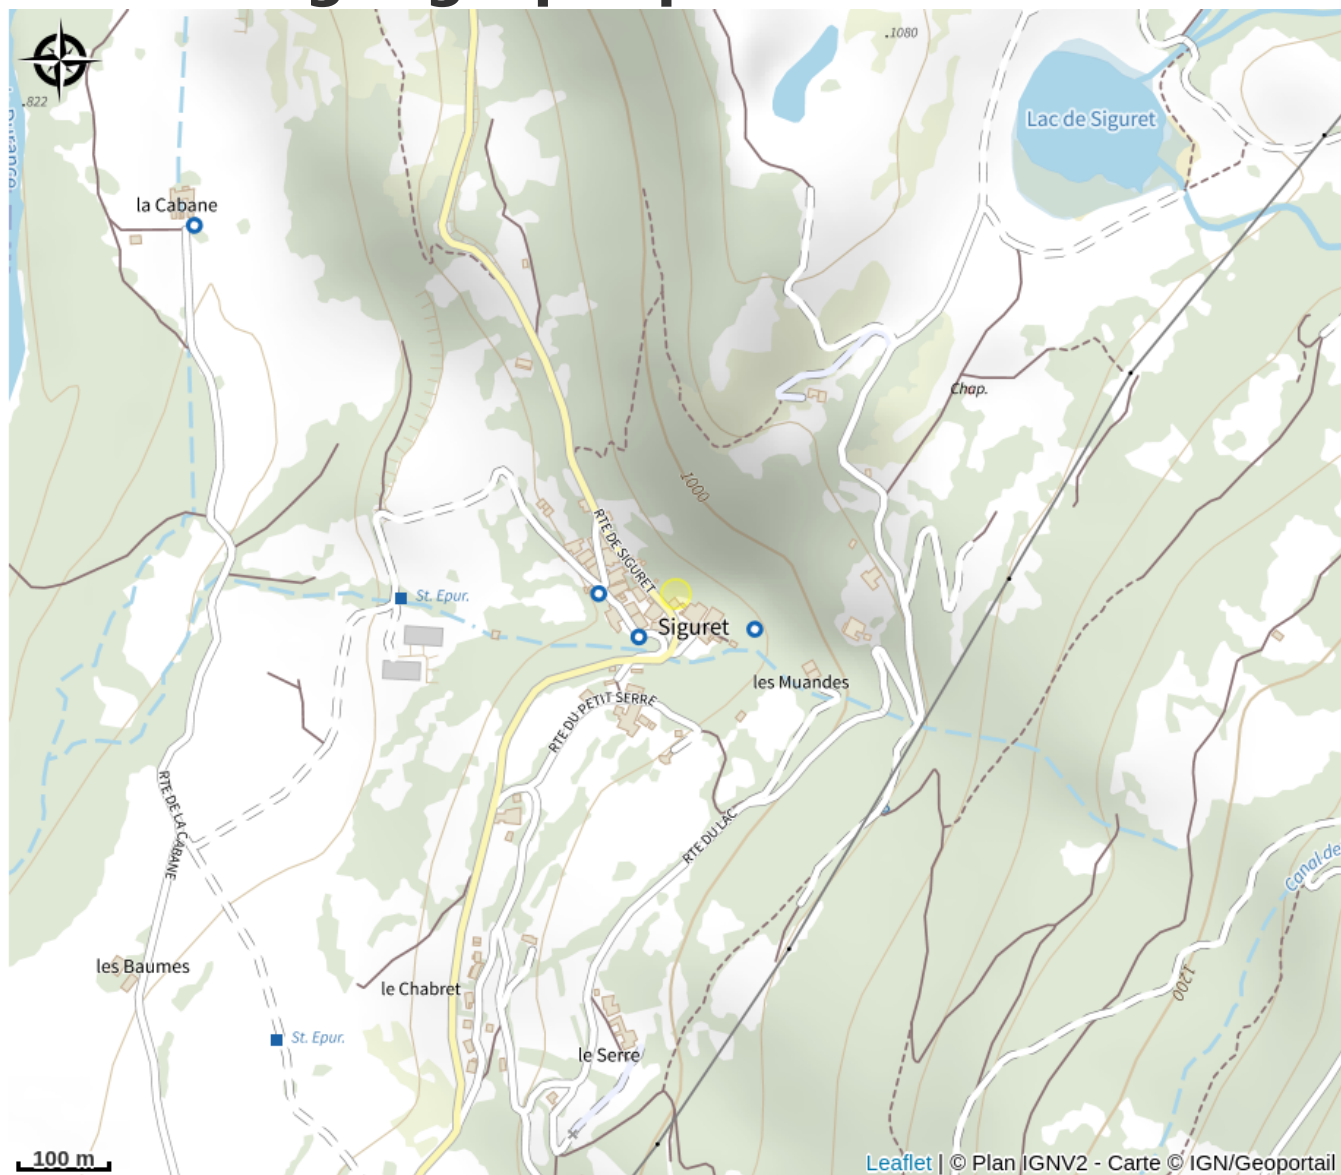 .1080
.822
Lac de Siguret
la Cabane
Chap.
1000
RTE DE SIGURET
St. Epur.
Siguret
les Muandes
RTE DU PETIT SERRE
RTE DE LA CABANE
RTE DU LAC
Canal de
les Baumes
le Chabret
1200
St. Epur.
le Serre
100 m
Leaflet | © Plan IGNV2 - Carte © IGN/Geoportail